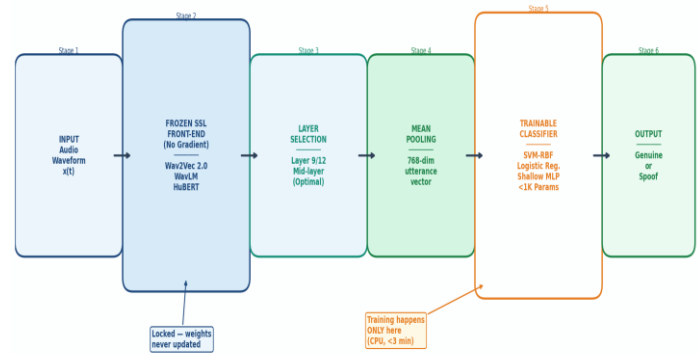 Stage 1
INPUT
Audio
Waveform
x(t)
Stage 2
FROZEN SSL
FRONT-END
(No Gradient)
Wav2Vec 2.0
WavLM
HuBERT
Stage 3
LAYER
SELECTION
Layer 9/12
Mid-layer
(Optimal)
Stage 4
MEAN
POOLING
768-dim
utterance
vector
Stage 5
TRAINABLE
CLASSIFIER
SVM-RBF
Logistic Reg.
Shallow MLP
<1K Params
Stage 6
OUTPUT
Genuine
or
Spoof
Locked — weights
never updated
Training happens
ONLY here
(CPU, <3 min)